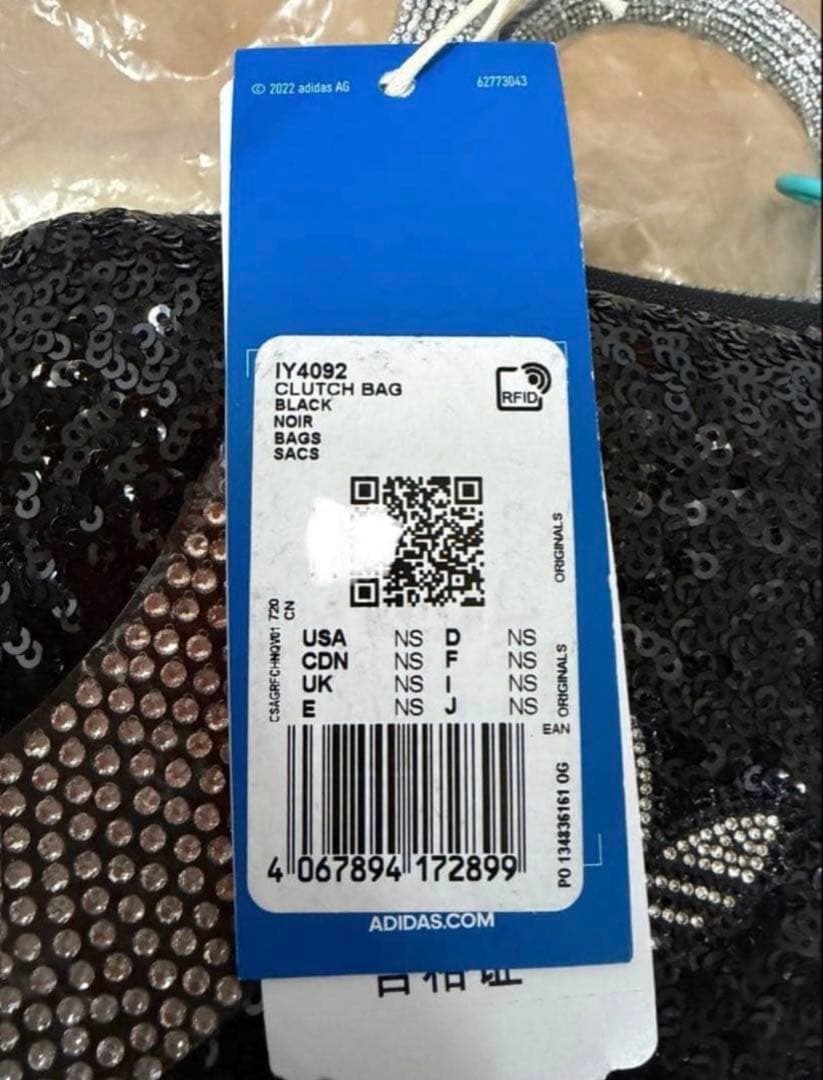 © 2022 adidas AG
62773043
IY4092
CLUTCH BAG
BLACK
NOIR
BAGS
SACS
RFID
ORIGINALS
720
CN
USA NS D NS
CDN NS F NS
UK NS I NS
E NS J NS
ORIGINALS
EAN
4 067894 172899
PO 134836161 OG
ADIDAS.COM